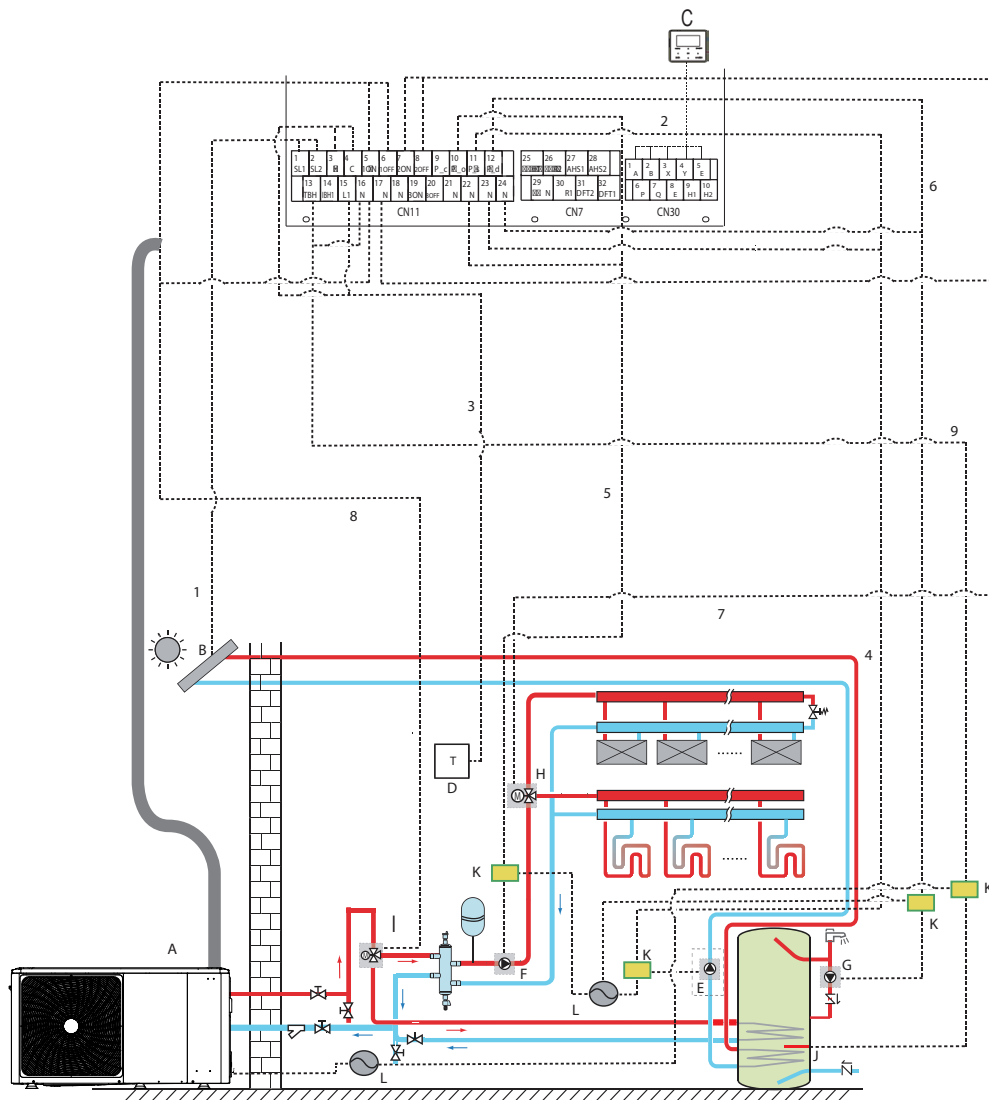 C
2
1 2 3 4 5 6 7 8 9 10 11 12
SL1 SL2 H C 1OFF 2ON 2OFF P_c P_d
13 14 15 16 17 18 19 20 21 22 23 24
TBH IBH1 L1 N N N 3ON 3OFF N N N N
CN11
25 26 27 28
AHS1 AHS2
29 30 31 32
N R1 DFT2 DFT1
CN7
1 2 3 4 5
A B X Y E
6 7 8 9 10
P Q E H1 H2
CN30
6
3
9
5
8
1
7
B
4
T
D
M
H
K
K
I
K
A
M
F
K
G
E
L
J
L